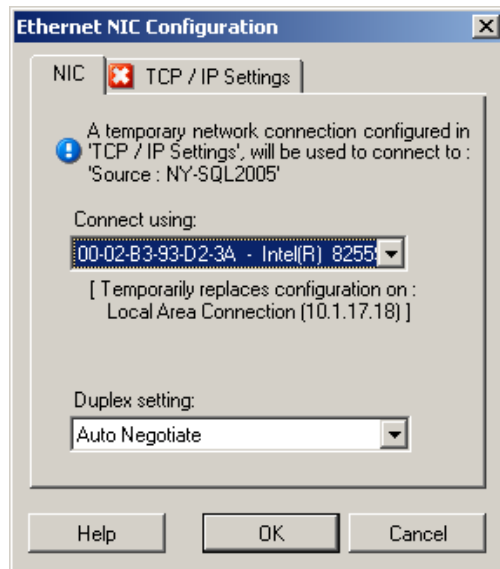 Ethernet NIC Configuration
NIC
TCP / IP Settings
A temporary network connection configured in
'TCP / IP Settings', will be used to connect to :
'Source : NY-SQL2005'
Connect using:
00-02-B3-93-D2-3A - Intel(R) 8255
[ Temporarily replaces configuration on :
Local Area Connection (10.1.17.18) ]
Duplex setting:
Auto Negotiate
Help
OK
Cancel